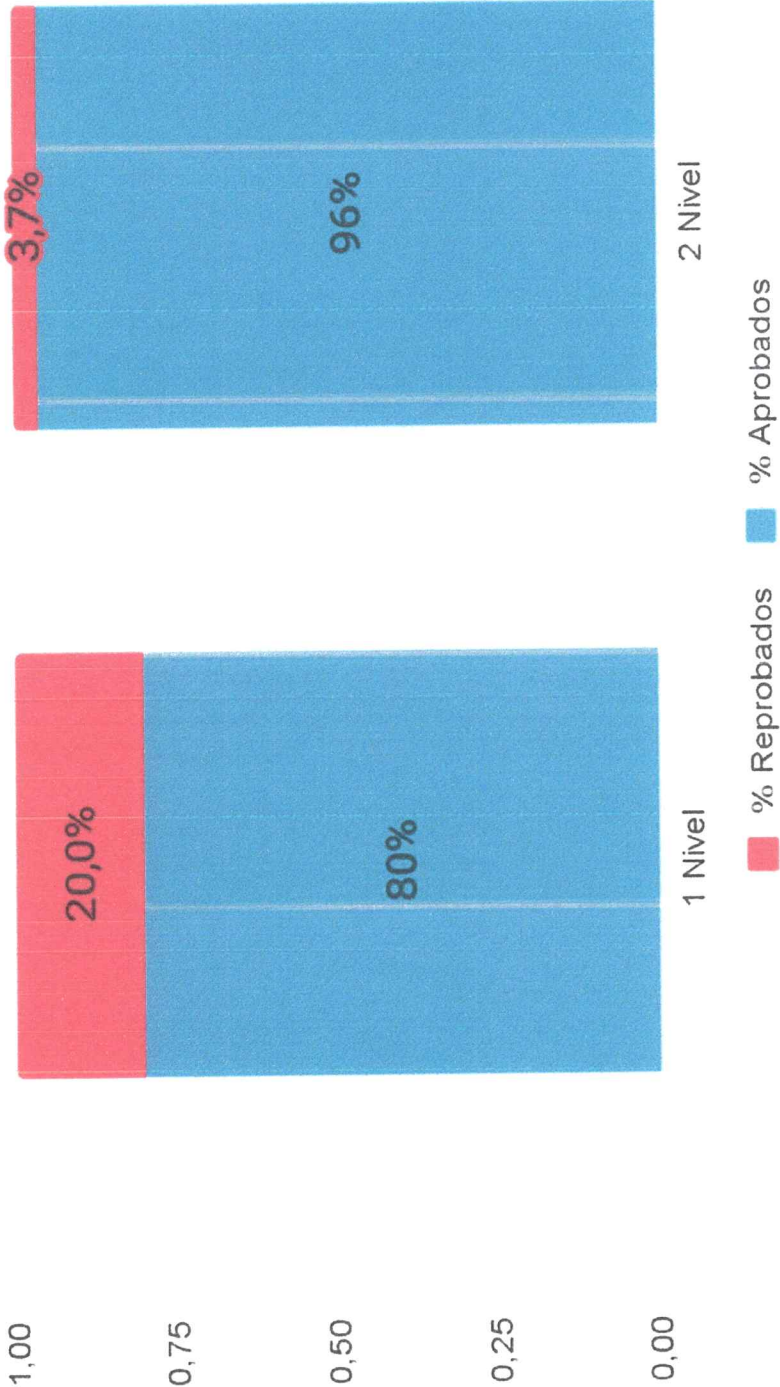 1,00
0,75
0,50
0,25
0,00
20,0%
80%
1 Nivel
3,7%
96%
2 Nivel
% Reprobados
% Aprobados